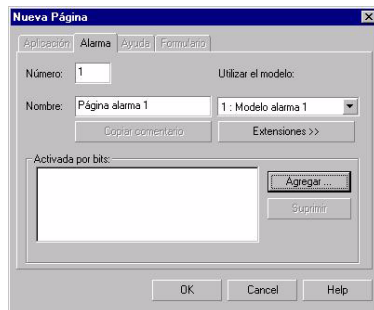 Nueva Página
Aplicación Alarma Ayuda Formulario
Número: 1 Utilizar el modelo:
Nombre: Página alarma 1 1 : Modelo alarma 1
Copiar comentario Extensiones >>
Activada por bits:
Agregar ...
Suprimir
OK Cancel Help